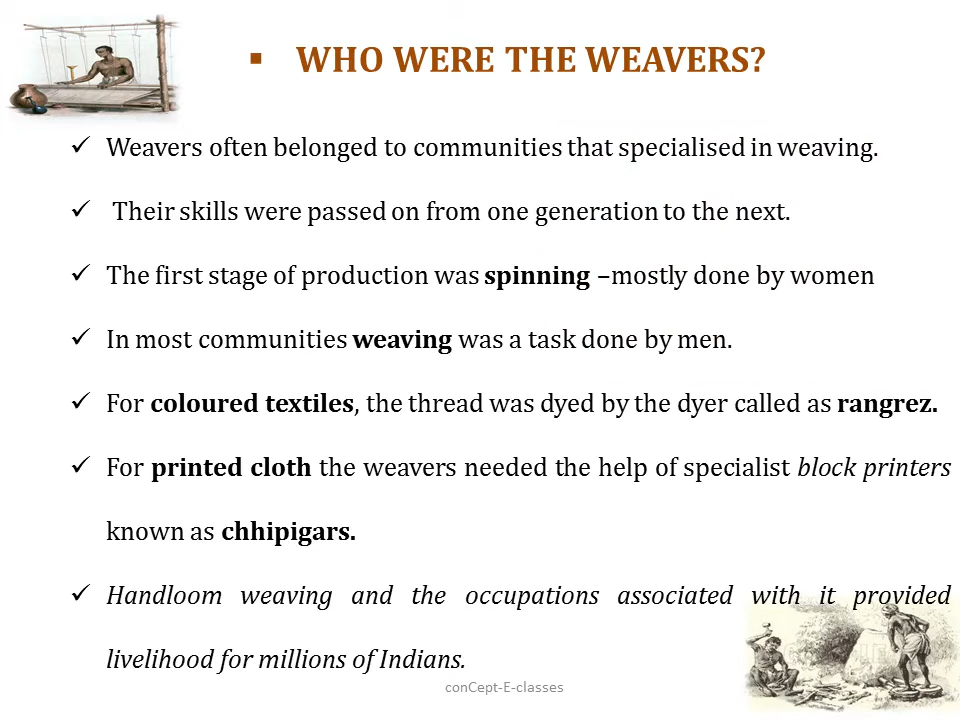 ▪ WHO WERE THE WEAVERS?
✓ Weavers often belonged to communities that specialised in weaving.
✓ Their skills were passed on from one generation to the next.
✓ The first stage of production was spinning –mostly done by women
✓ In most communities weaving was a task done by men.
✓ For coloured textiles, the thread was dyed by the dyer called as rangrez.
✓ For printed cloth the weavers needed the help of specialist block printers
known as chhipigars.
✓ Handloom weaving and the occupations associated with it provided
livelihood for millions of Indians.
conCept-E-classes